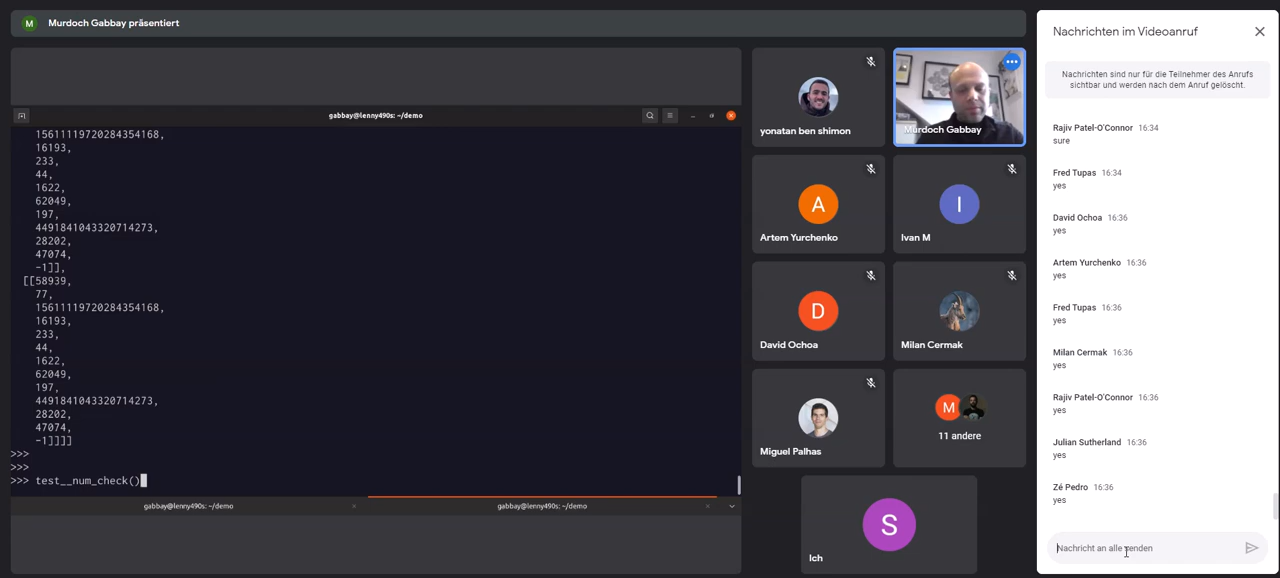 M
Murdoch Gabbay präsentiert
gabbay@lenny490s: ~/demo
15611119720284354168,
16193,
233,
44,
1622,
62049,
197,
4491841043320714273,
28202,
47074,
-1]],
[[58939,
77,
15611119720284354168,
16193,
233,
44,
1622,
62049,
197,
4491841043320714273,
28202,
47074,
-1]]]]
>>>
>>>
>>> test__num_check()
gabbay@lenny490s: ~/demo
gabbay@lenny490s: ~/demo
yonatan ben shimon
Murdoch Gabbay
A
Artem Yurchenko
I
Ivan M
D
David Ochoa
Milan Cermak
Miguel Palhas
M
11 andere
S
Ich
Nachrichten im Videoanruf
Nachrichten sind nur für die Teilnehmer des Anrufs
sichtbar und werden nach dem Anruf gelöscht.
Rajiv Patel-O'Connor 16:34
sure
Fred Tupas 16:34
yes
David Ochoa 16:36
yes
Artem Yurchenko 16:36
yes
Fred Tupas 16:36
yes
Milan Cermak 16:36
yes
Rajiv Patel-O'Connor 16:36
yes
Julian Sutherland 16:36
yes
Zé Pedro 16:36
yes
Nachricht an alle senden